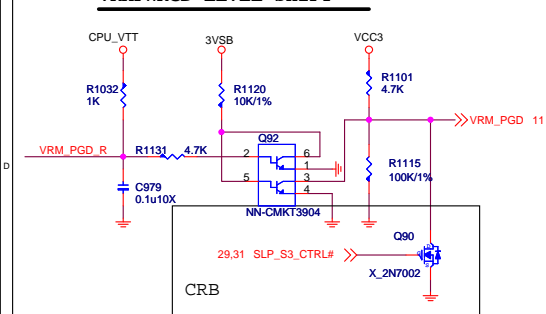 CPU_VTT 3VSB VCC3
R1032
1K
R1120
10K/1%
R1101
4.7K
VRM_PGD_R R1131 4.7K
Q92
2 6
1
5 3
4
VRM_PGD 11
R1115
100K/1%
D
C979
0.1u10X
NN-CMKT3904
Q90
29,31 SLP_S3_CTRL#
X_2N7002
CRB